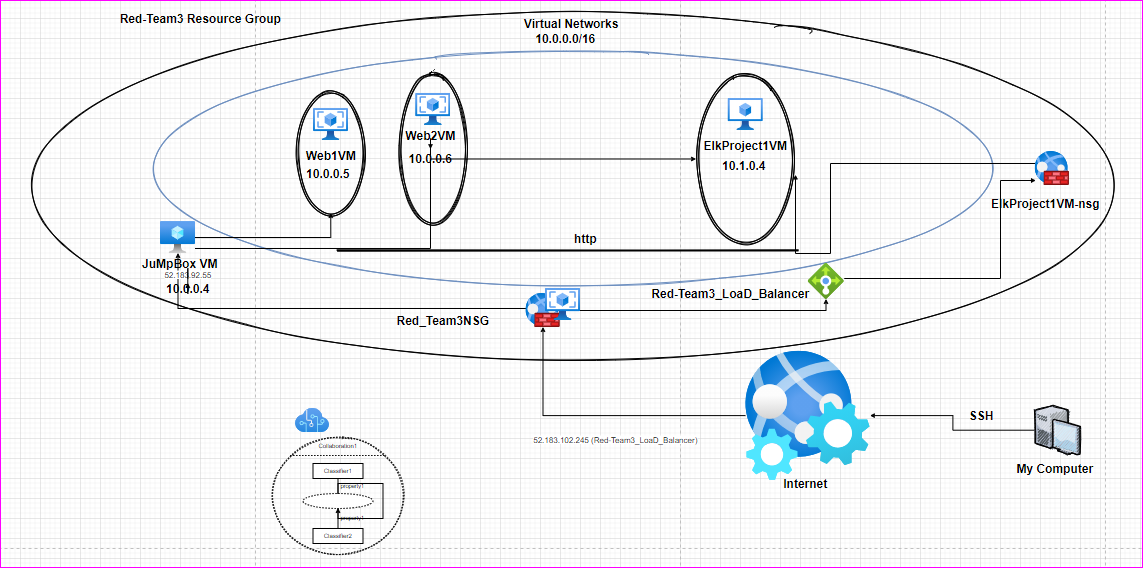 Red-Team3 Resource Group
Virtual Networks
10.0.0.0/16
Web1VM
10.0.0.5
Web2VM
10.0.0.6
ElkProject1VM
10.1.0.4
ElkProject1VM-nsg
http
JuMpBox VM
52.183.92.55
10.0.0.4
Red-Team3_LoaD_Balancer
Red_Team3NSG
SSH
52.183.102.245 (Red-Team3_LoaD_Balancer)
My Computer
Internet
Collaboration1
Classifier1
property1
property1
Classifier2